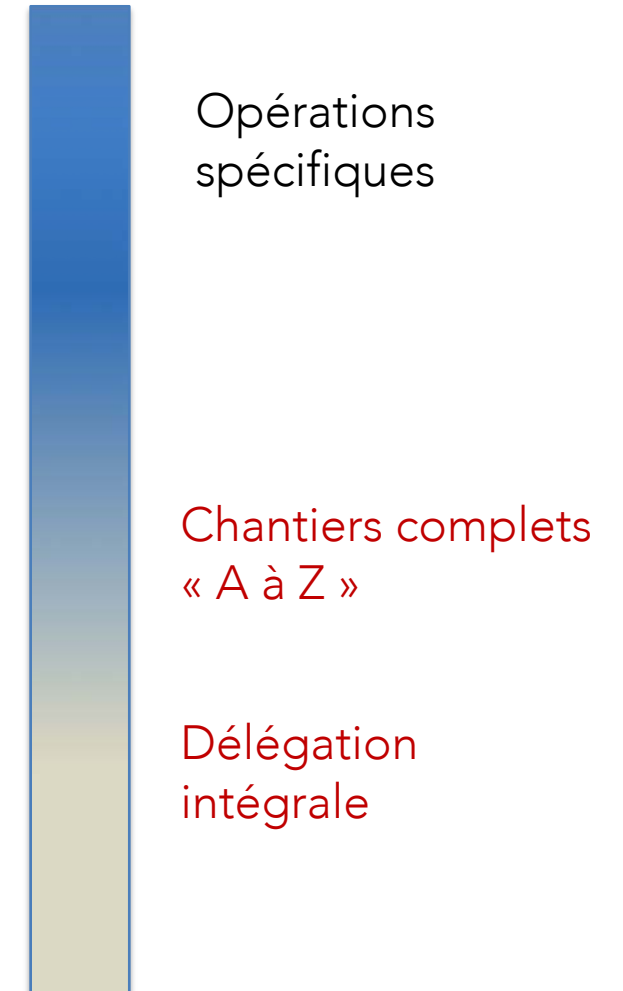 Opérations
spécifiques
Chantiers complets
« A à Z »
Délégation
intégrale